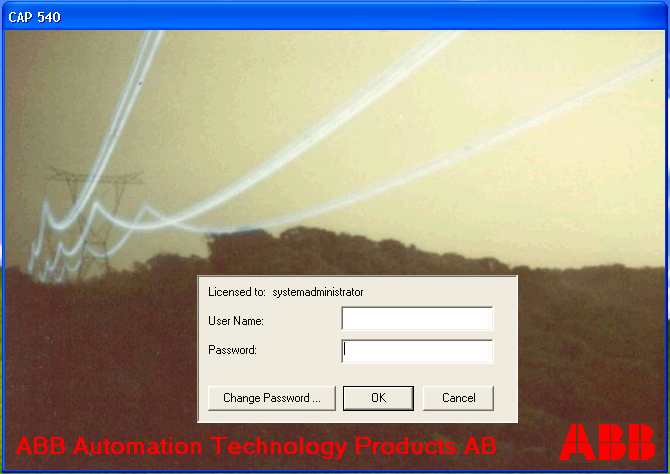 CAP 540
Licensed to: systemadministrator
User Name:
Password:
Change Password ...
OK
Cancel
ABB Automation Technology Products AB
ABB